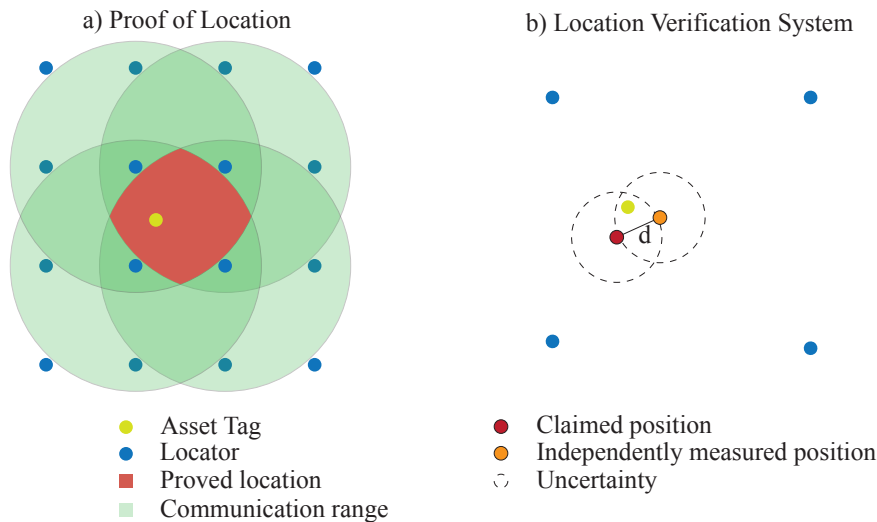 a) Proof of Location
b) Location Verification System
d
Asset Tag
Locator
Proved location
Communication range
Claimed position
Independently measured position
Uncertainty